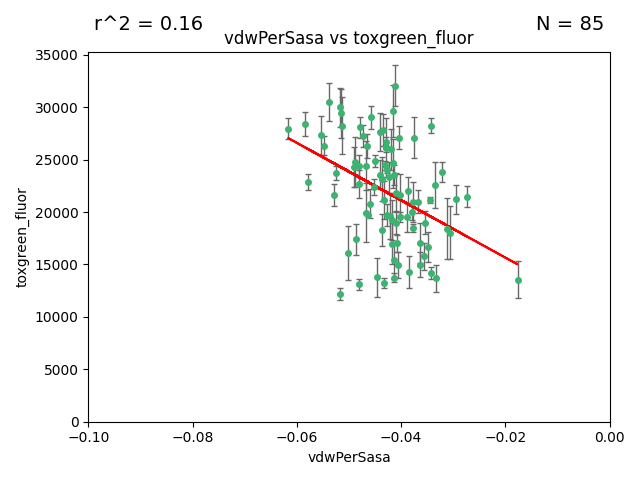 r^2 = 0.16
N = 85
vdwPerSasa vs toxgreen_fluor
35000
30000
25000
20000
15000
10000
5000
0
toxgreen_fluor
−0.10
−0.08
−0.06
−0.04
−0.02
0.00
vdwPerSasa